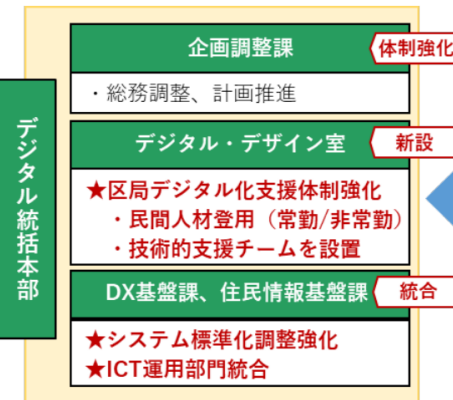 デジタル統括本部
企画調整課
体制強化
・総務調整、計画推進
デジタル・デザイン室
新設
★区局デジタル化支援体制強化
・民間人材登用（常勤/非常勤）
・技術的支援チームを設置
DX基盤課、住民情報基盤課
統合
★システム標準化調整強化
★ICT運用部門統合